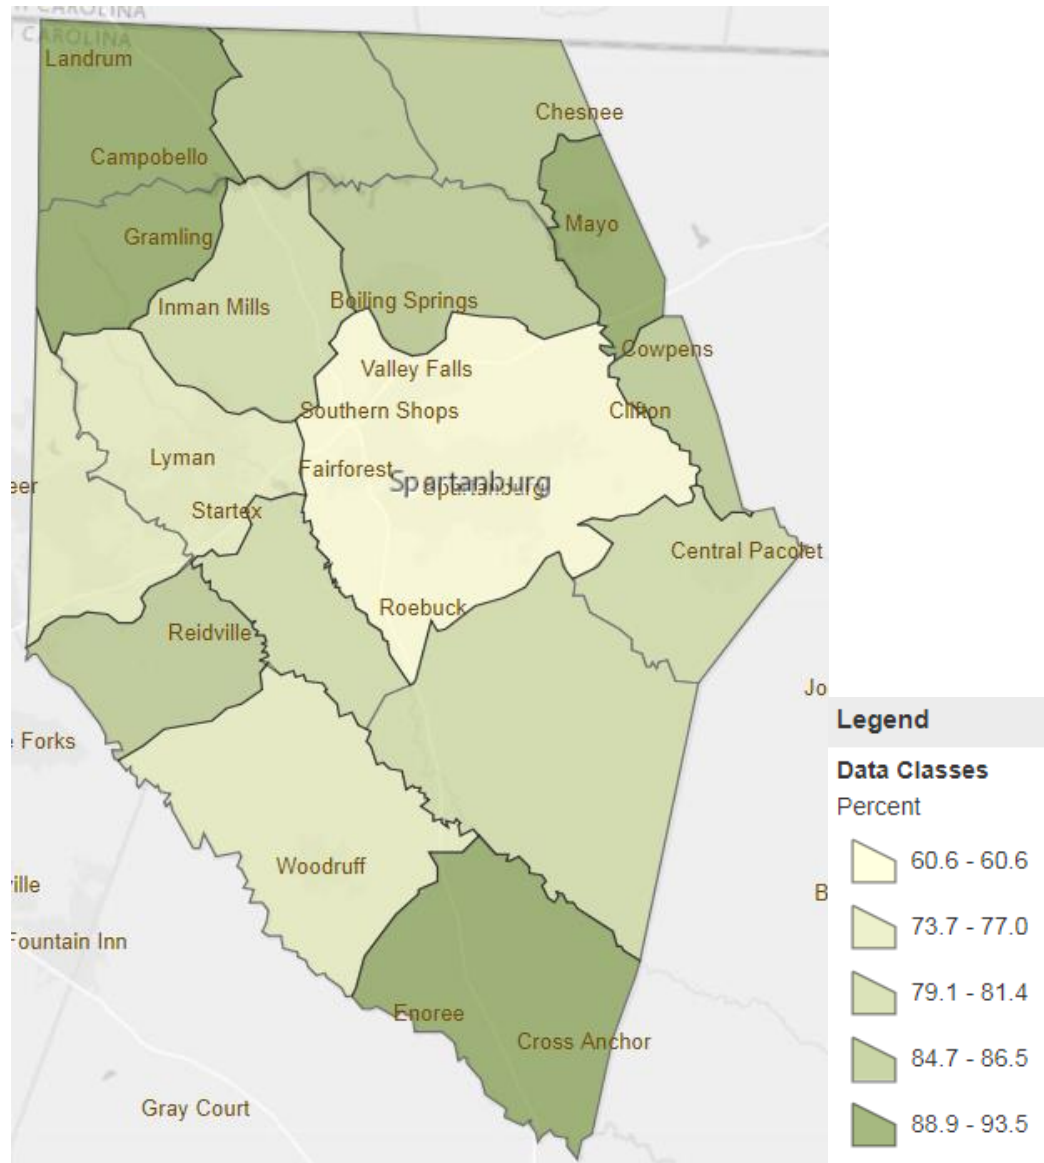 CAROLINA
Landrum
Chesnee
Campobello
Mayo
Gramling
Inman Mills
Boiling Springs
Cowpens
Valley Falls
Southern Shops
Clifton
Lyman
Fairforest
Spartanburg
Spartanburg
eer
Startex
Central Pacolet
Roebuck
Reidville
Jo
Forks
Woodruff
ille
B
Fountain Inn
Enoree
Cross Anchor
Gray Court
Legend
Data Classes
Percent
60.6 - 60.6
73.7 - 77.0
79.1 - 81.4
84.7 - 86.5
88.9 - 93.5